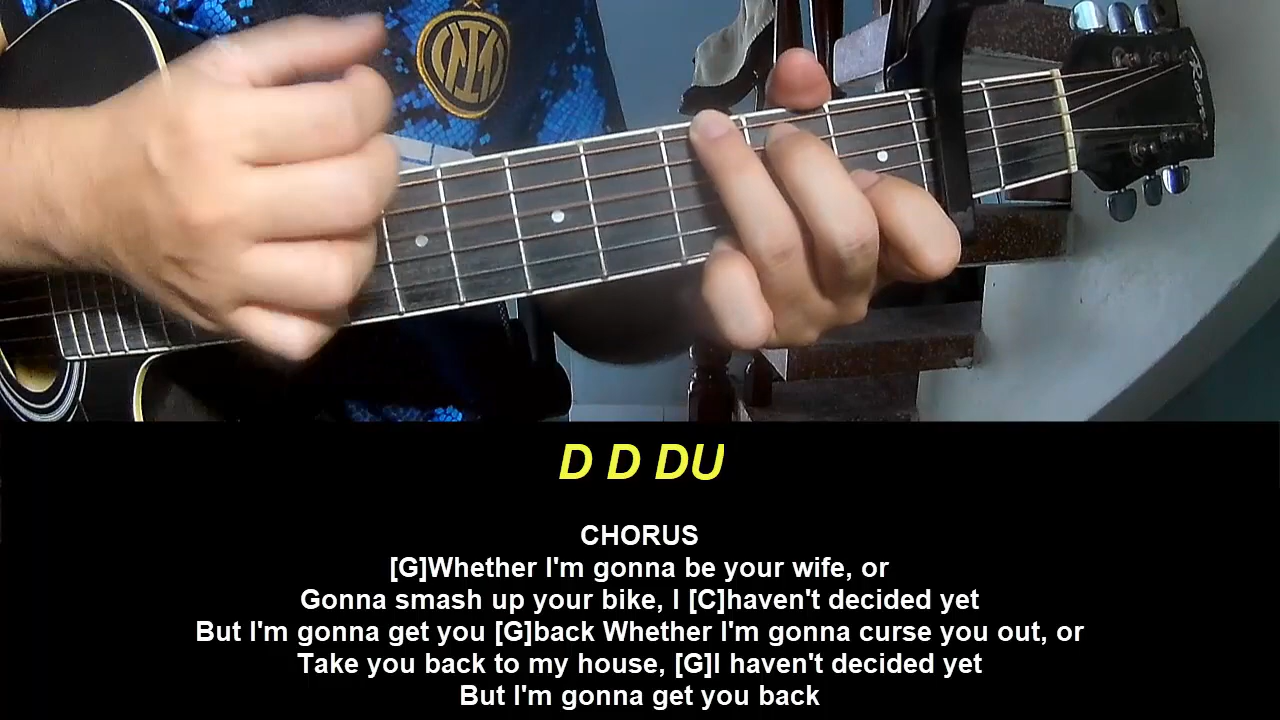 Rosen
D D DU
CHORUS
[G]Whether I'm gonna be your wife, or
Gonna smash up your bike, I [C]haven't decided yet
But I'm gonna get you [G]back Whether I'm gonna curse you out, or
Take you back to my house, [G]I haven't decided yet
But I'm gonna get you back